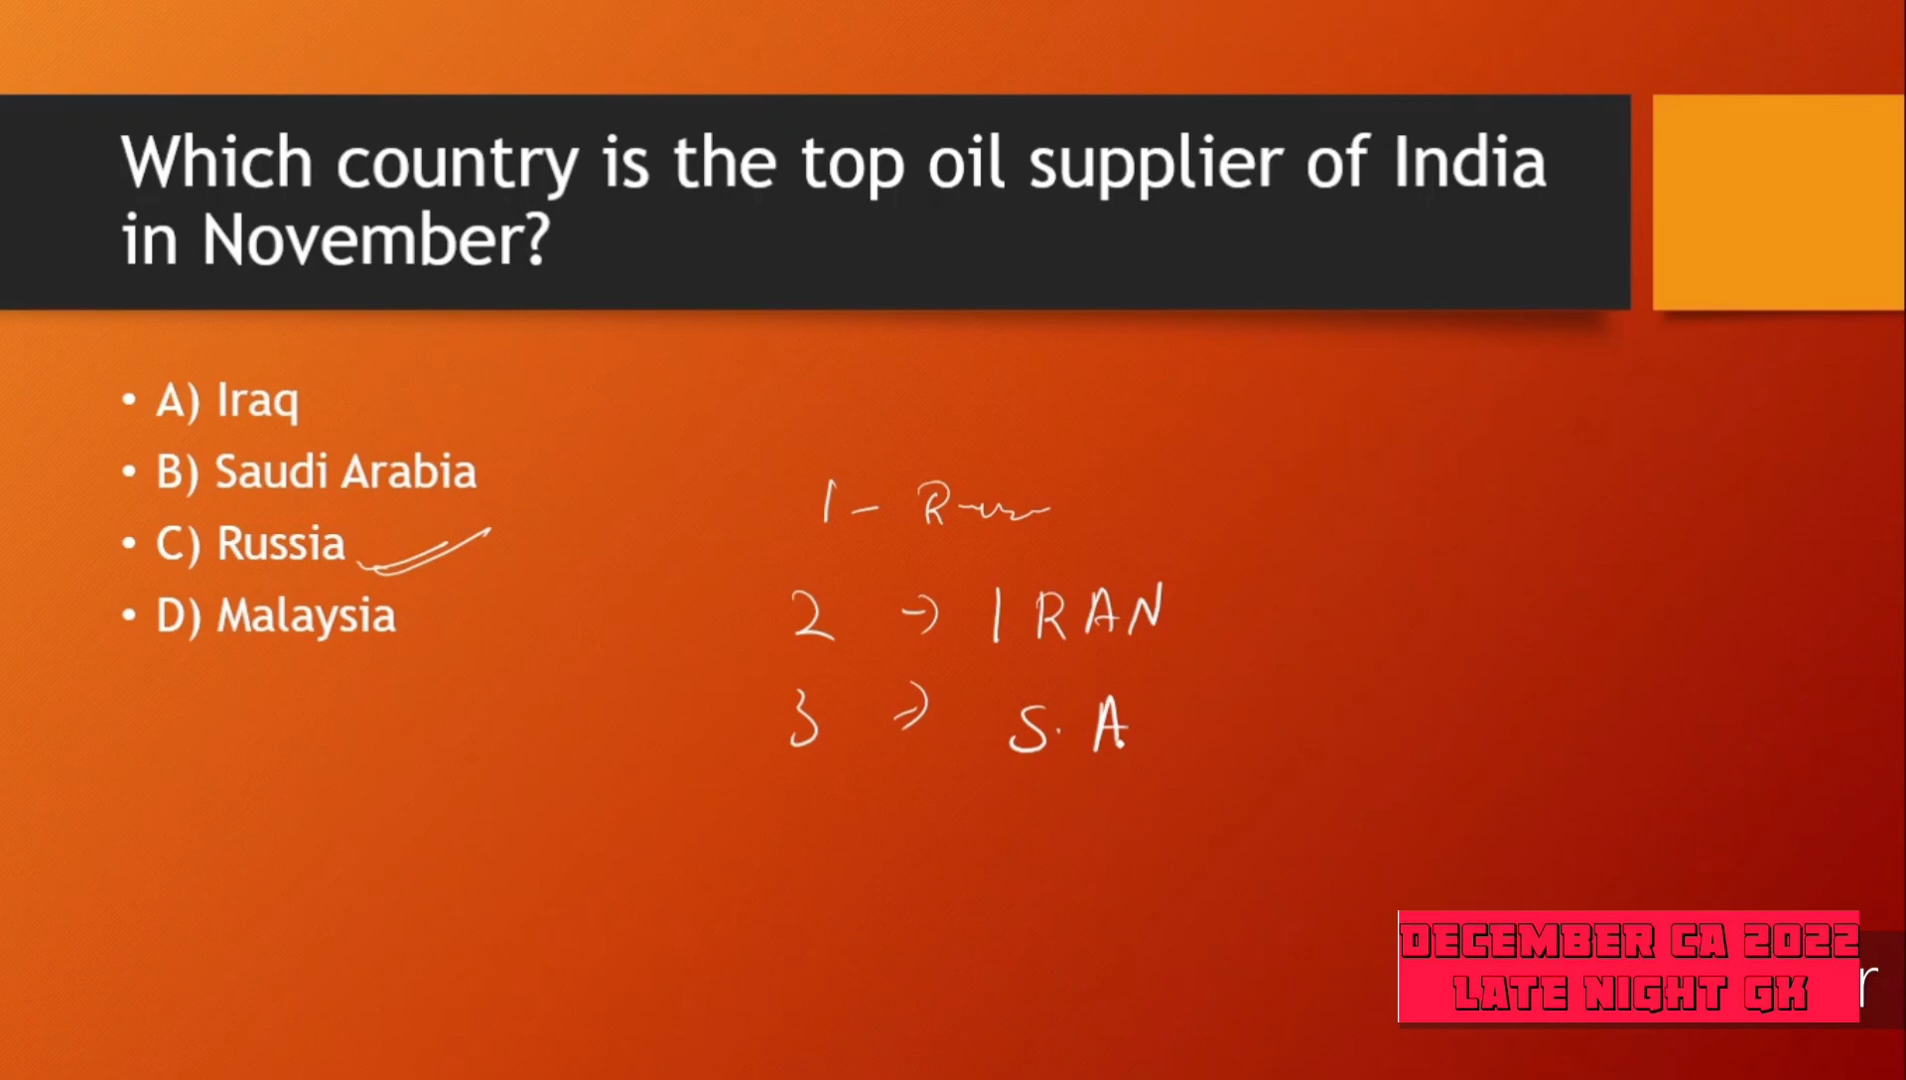 Which country is the top oil supplier of India
in November?
• A) Iraq
• B) Saudi Arabia
• C) Russia
• D) Malaysia
1 -
2 → IRAN
3 ⇒ S. A
DECEMBER CA 2022
LATE NIGHT GK
r